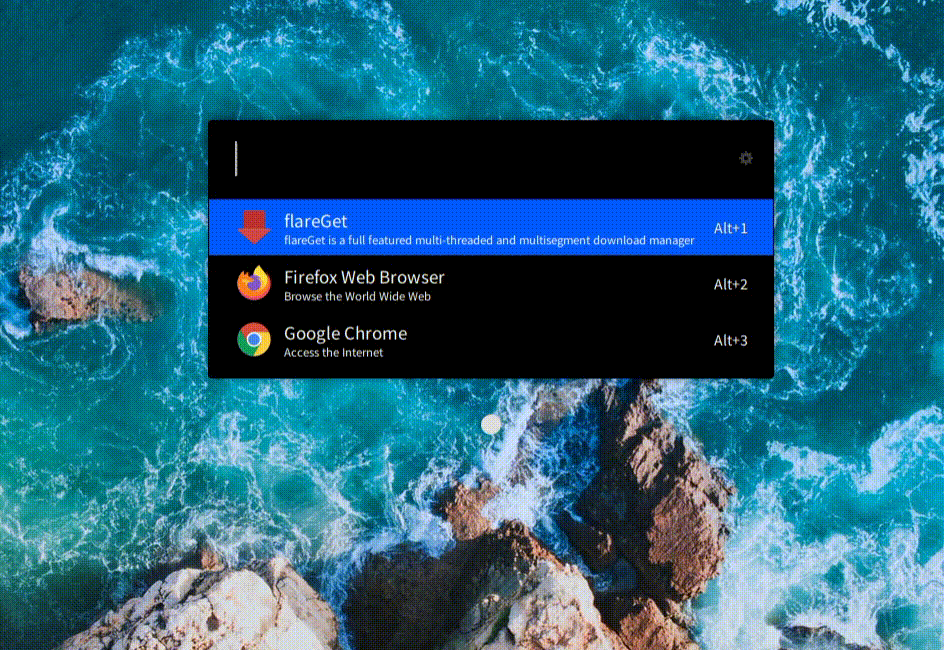 flareGet
flareGet is a full featured multi-threaded and multisegment download manager
Alt+1
Firefox Web Browser
Browse the World Wide Web
Alt+2
Google Chrome
Access the Internet
Alt+3